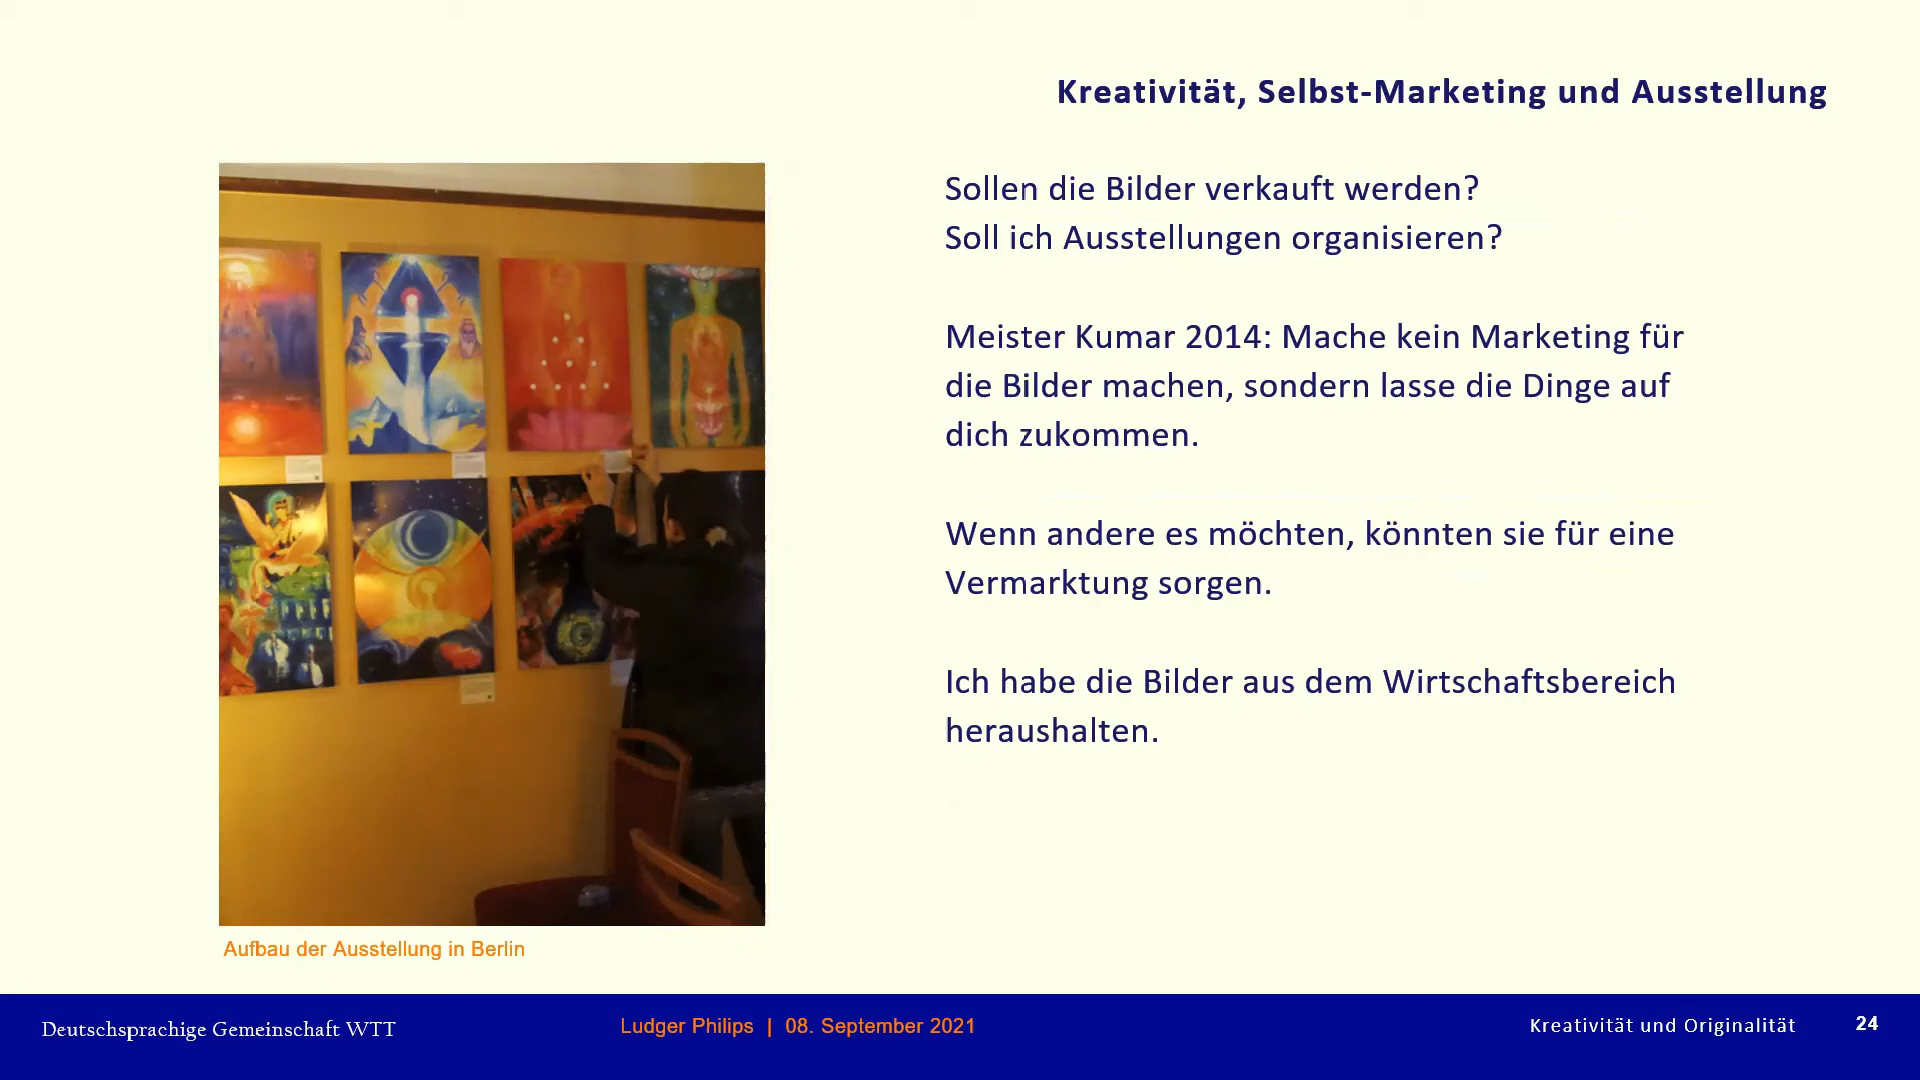 Kreativität, Selbst-Marketing und Ausstellung
Sollen die Bilder verkauft werden?
Soll ich Ausstellungen organisieren?
Meister Kumar 2014: Mache kein Marketing für
die Bilder machen, sondern lasse die Dinge auf
dich zukommen.
Wenn andere es möchten, könnten sie für eine
Vermarktung sorgen.
Ich habe die Bilder aus dem Wirtschaftsbereich
heraushalten.
Aufbau der Ausstellung in Berlin
Deutschsprachige Gemeinschaft WTT
Ludger Philips | 08. September 2021
Kreativität und Originalität
24